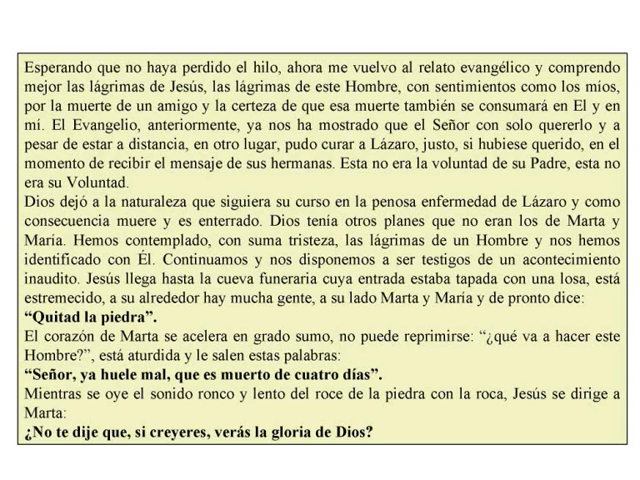 Esperando que no haya perdido el hilo, ahora me vuelvo al relato evangélico y comprendo
mejor las lágrimas de Jesús, las lágrimas de este Hombre, con sentimientos como los míos,
por la muerte de un amigo y la certeza de que esa muerte también se consumará en El y en
mí. El Evangelio, anteriormente, ya nos ha mostrado que el Señor con solo quererlo y a
pesar de estar a distancia, en otro lugar, pudo curar a Lázaro, justo, si hubiese querido, en el
momento de recibir el mensaje de sus hermanas. Esta no era la voluntad de su Padre, esta no
era su Voluntad.
Dios dejó a la naturaleza que siguiera su curso en la penosa enfermedad de Lázaro y como
consecuencia muere y es enterrado. Dios tenía otros planes que no eran los de Marta y
María. Hemos contemplado, con suma tristeza, las lágrimas de un Hombre y nos hemos
identificado con Él. Continuamos y nos disponemos a ser testigos de un acontecimiento
inaudito. Jesús llega hasta la cueva funeraria cuya entrada estaba tapada con una losa, está
estremecido, a su alrededor hay mucha gente, a su lado Marta y María y de pronto dice:
“Quitad la piedra”.
El corazón de Marta se acelera en grado sumo, no puede reprimirse: “¿qué va a hacer este
Hombre?”, está aturdida y le salen estas palabras:
“Señor, ya huele mal, que es muerto de cuatro días”.
Mientras se oye el sonido ronco y lento del roce de la piedra con la roca, Jesús se dirige a
Marta:
¿No te dije que, si creyeres, verás la gloria de Dios?